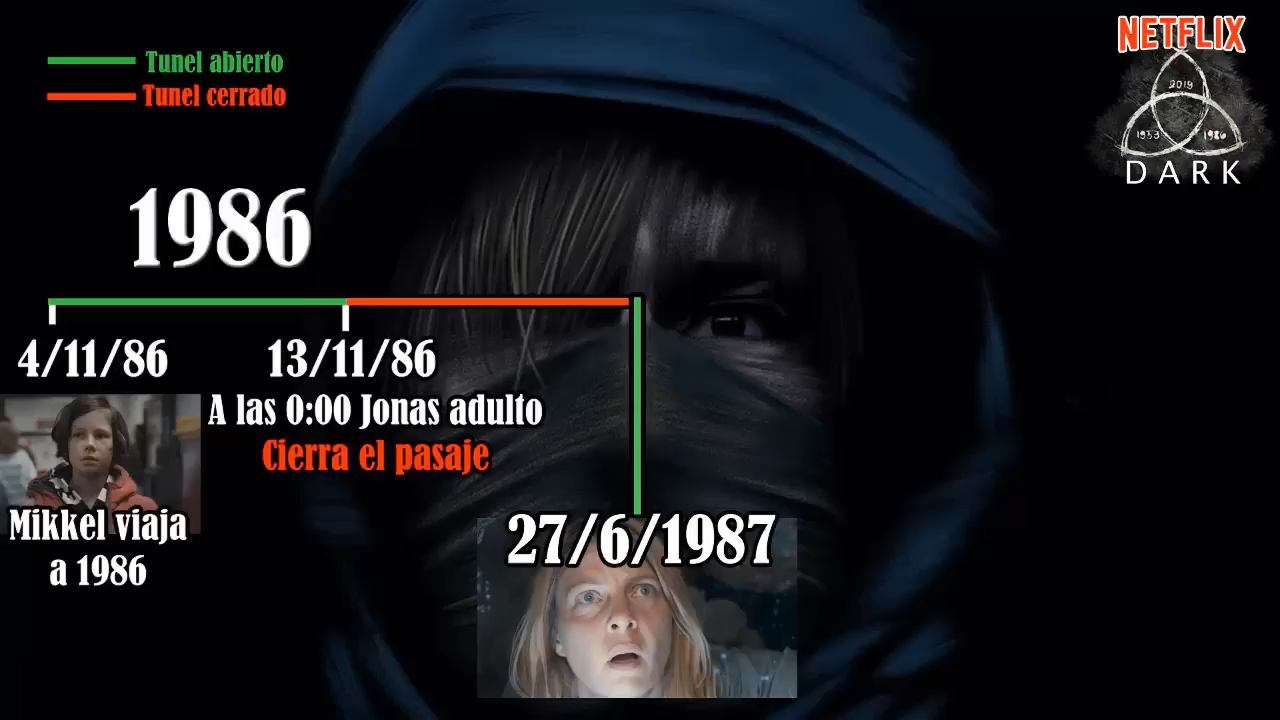 Tunel abierto
Tunel cerrado
NETFLIX
2019
1953
1986
DARK
1986
4/11/86
13/11/86
A las 0:00 Jonas adulto
Cierra el pasaje
Mikkel viaja
a 1986
27/6/1987